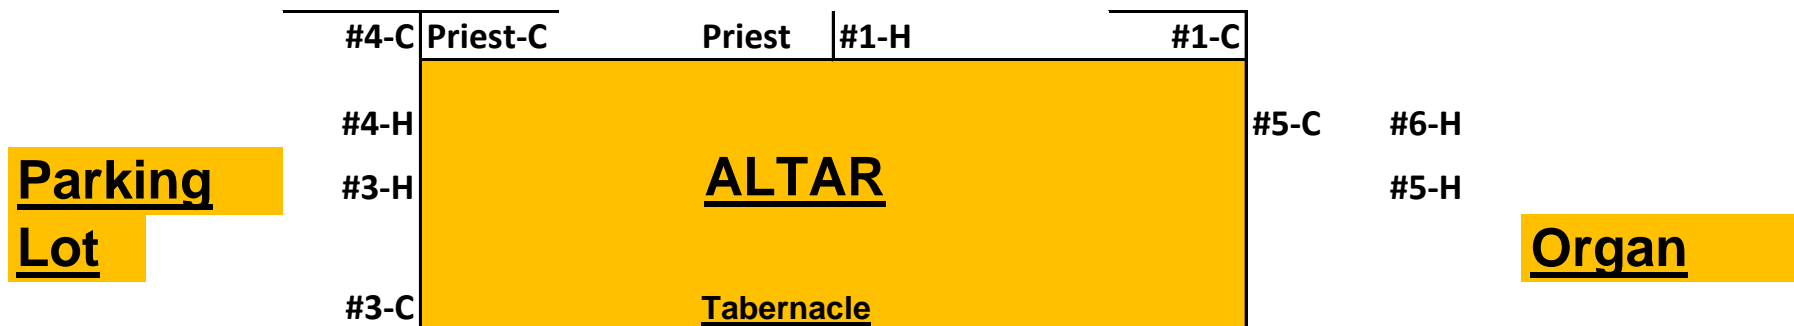 #4-C Priest-C Priest #1-H #1-C
#4-H #5-C #6-H
Parking #3-H ALTAR #5-H
Lot Organ
#3-C Tabernacle